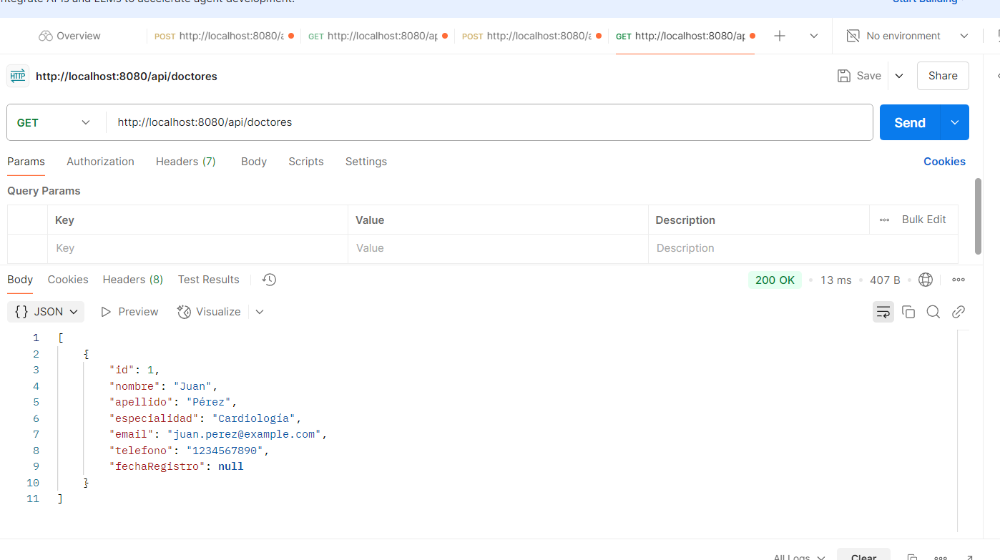 integrate APIs and LLMs to accelerate agent development.
Start Building
Overview
POST http://localhost:8080/a
GET http://localhost:8080/ap
POST http://localhost:8080/a
GET http://localhost:8080/ap
No environment
HTTP http://localhost:8080/api/doctores
Save
Share
GET
http://localhost:8080/api/doctores
Send
Params Authorization Headers (7) Body Scripts Settings
Cookies
Query Params
Key Value Description ••• Bulk Edit
Key Value Description
Body Cookies Headers (8) Test Results
200 OK • 13 ms • 407 B •
{} JSON Preview Visualize
1 [
2 {
3 "id": 1,
4 "nombre": "Juan",
5 "apellido": "Pérez",
6 "especialidad": "Cardiología",
7 "email": "juan.perez@example.com",
8 "telefono": "1234567890",
9 "fechaRegistro": null
10 }
11 ]
All Logs Clear